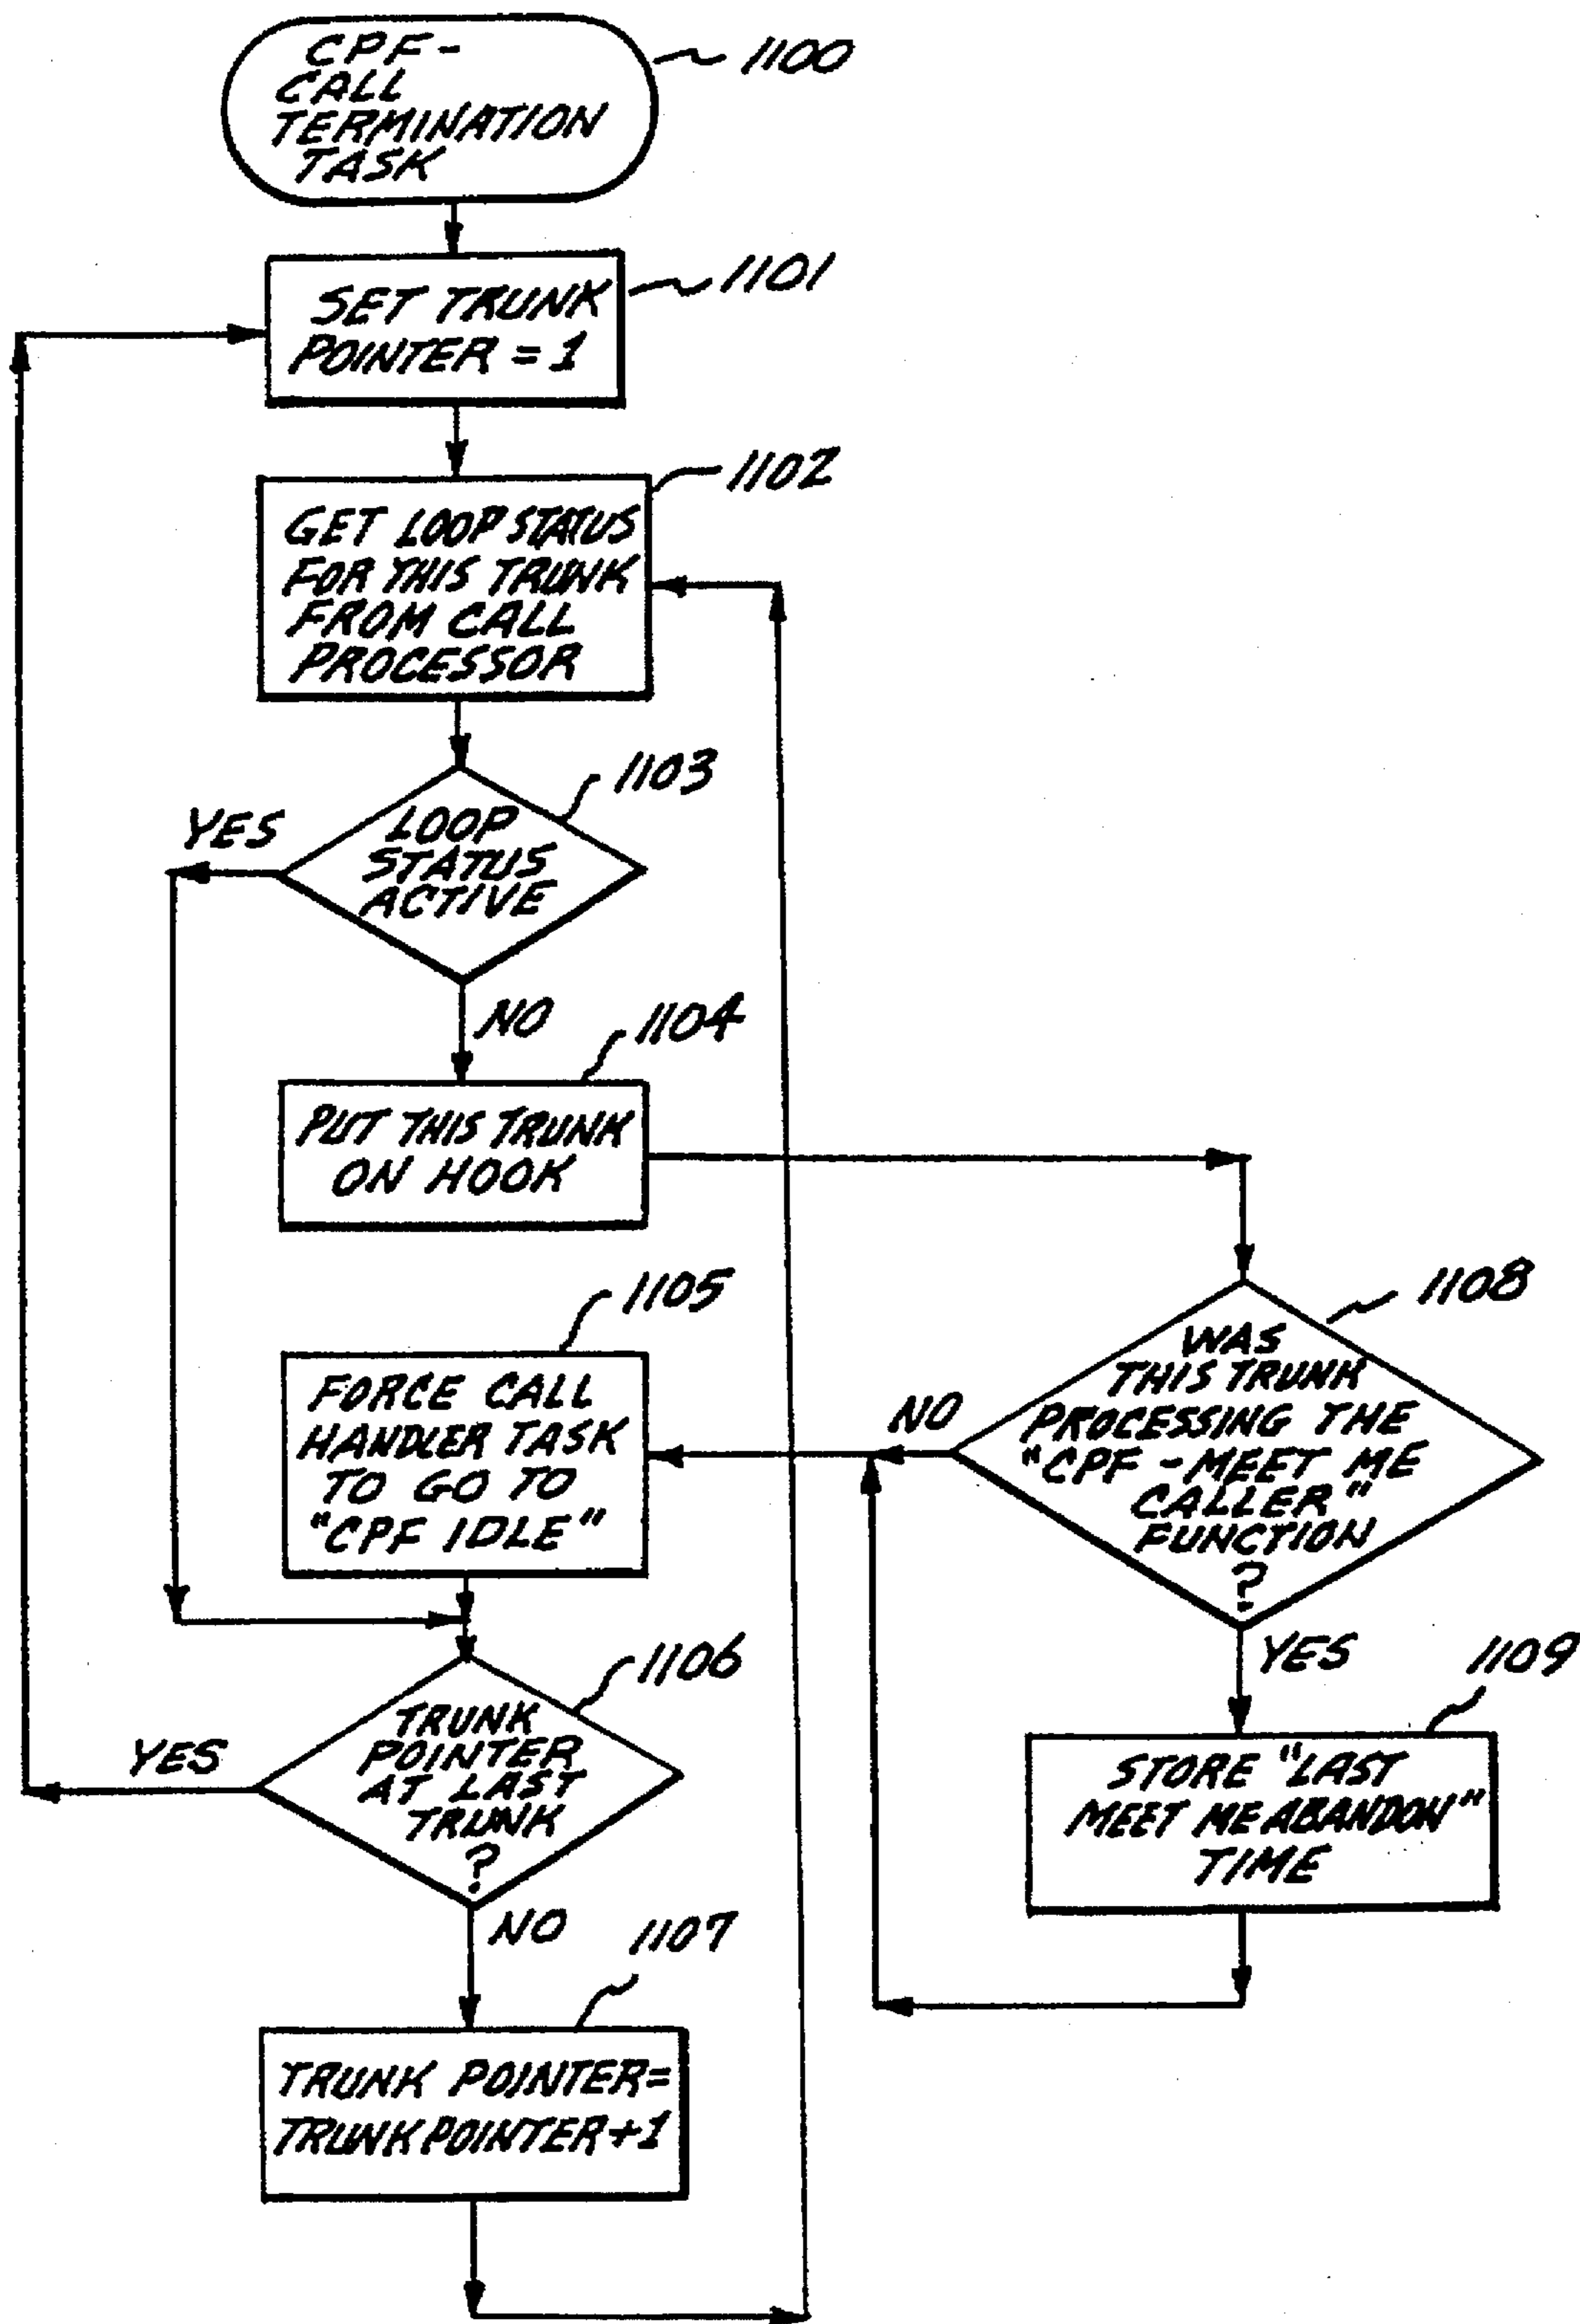 CPF-
CALL
TERMINATION
TASK
1100
SET TRUNK
POINTER = 1
1101
GET LOOP STATUS
FOR THIS TRUNK
FROM CALL
PROCESSOR
1102
LOOP
STATUS
ACTIVE
1103
YES
NO
PUT THIS TRUNK
ON HOOK
1104
FORCE CALL
HANDLER TASK
TO GO TO
"CPF IDLE"
1105
WAS
THIS TRUNK
PROCESSING THE
"CPF - MEET ME
CALLER"
FUNCTION
?
1108
NO
YES
STORE "LAST
MEET ME ABANDON"
TIME
1109
TRUNK
POINTER
AT LAST
TRUNK
?
1106
YES
NO
TRUNK POINTER=
TRUNK POINTER+1
1107